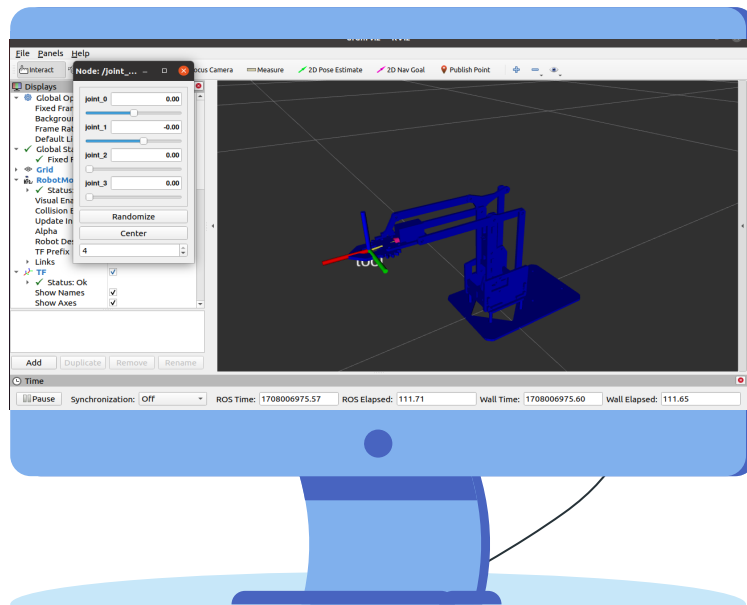 File Panels Help
Interact
Focus Camera
Measure
2D Pose Estimate
2D Nav Goal
Publish Point
Node: /joint_...
Displays
Global Op
Fixed Fran
Backgrour
Frame Rat
Default Li
Global Sta
Fixed F
Grid
RobotMo
Status:
Visual Ena
Collision E
Update In
Alpha
Robot Des
TF Prefix
Links
TF
Status: Ok
Show Names
Show Axes
joint_0 0.00
joint_1 -0.00
joint_2 0.00
joint_3 0.00
Randomize
Center
4
tool
Add Duplicate Remove Rename
Time
Pause Synchronization: Off ROS Time: 1708006975.57 ROS Elapsed: 111.71 Wall Time: 1708006975.60 Wall Elapsed: 111.65